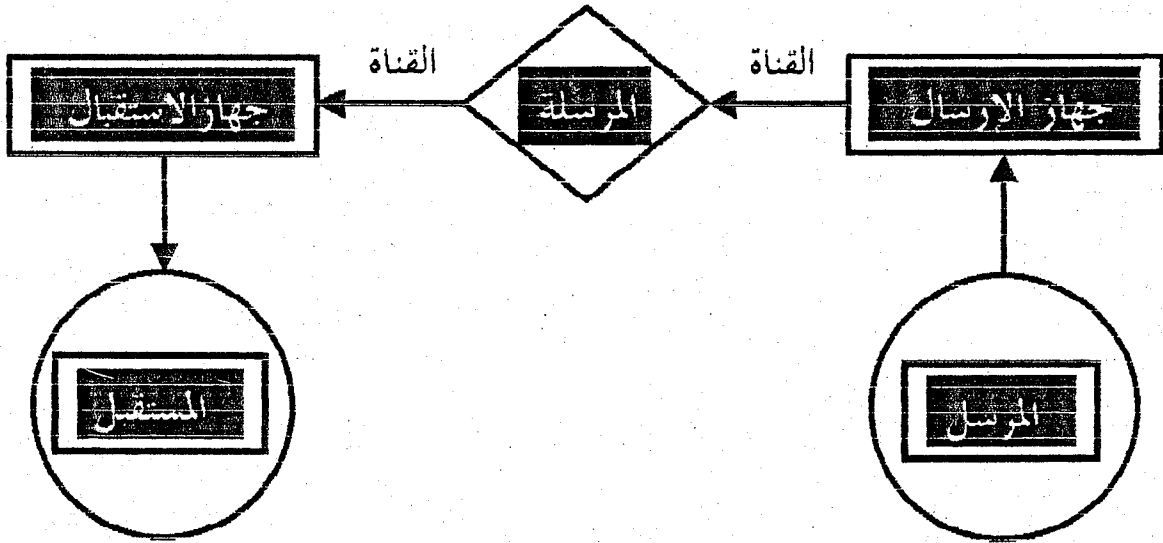 القناة
القناة
جهاز الإرسال
المرسلة
جهاز الاستقبال
المرسل
المستقبل